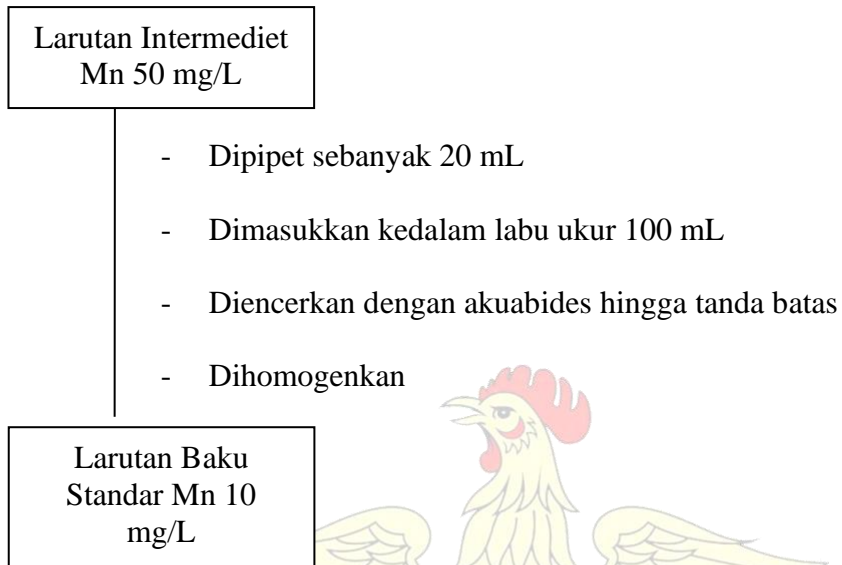 Larutan Intermediet
Mn 50 mg/L
- Dipipet sebanyak 20 mL
- Dimasukkan kedalam labu ukur 100 mL
- Diencerkan dengan akuabides hingga tanda batas
- Dihomogenkan
Larutan Baku
Standar Mn 10
mg/L